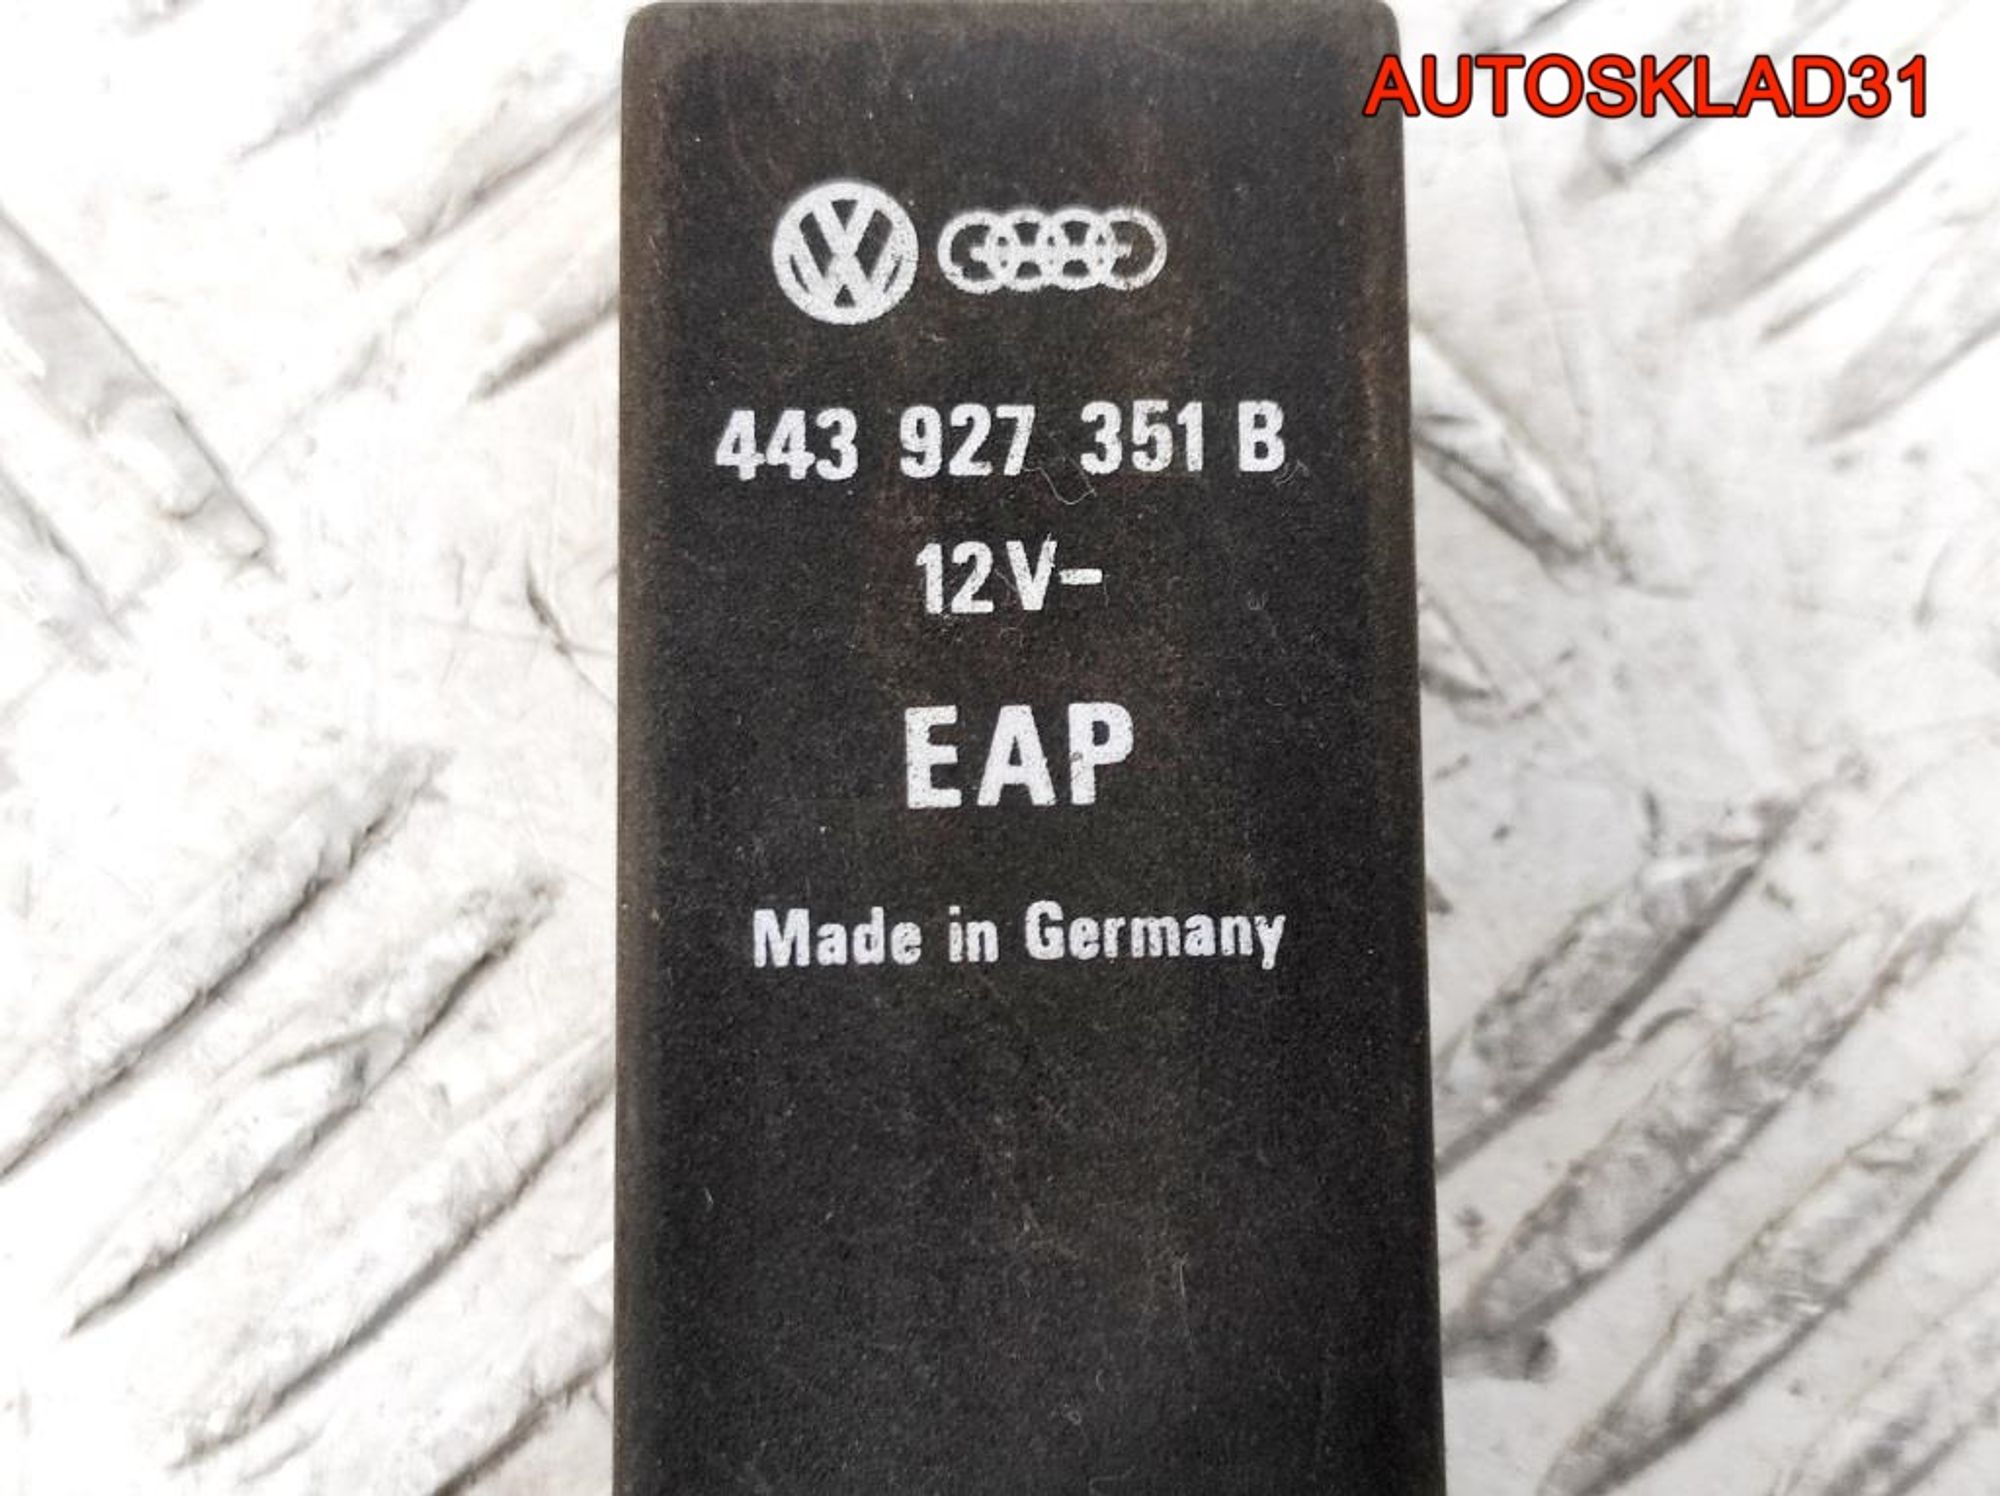 AUTOSKLAD31
443 927 351 B
12V-
EAP
Made in Germany